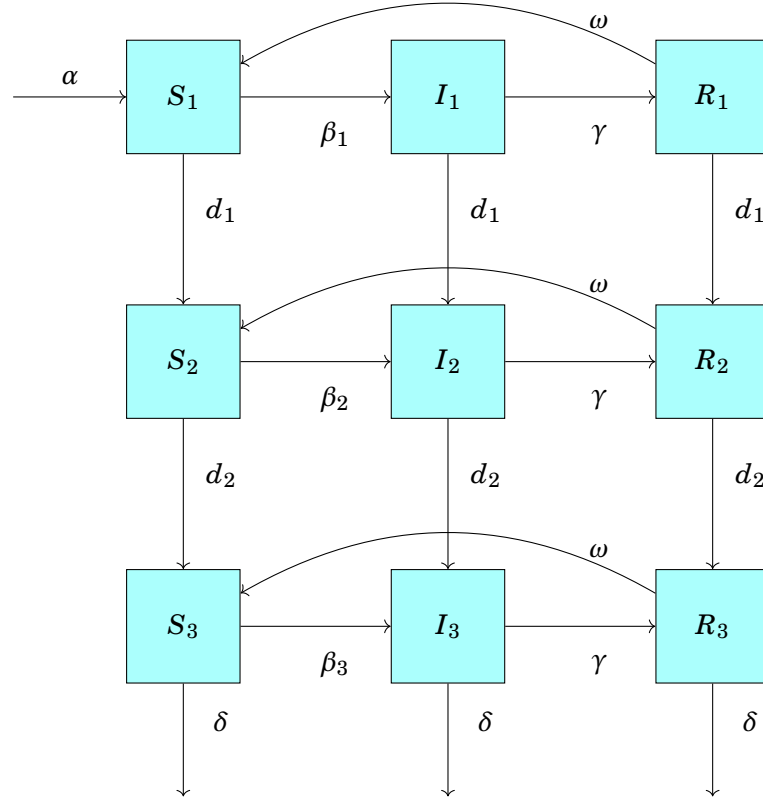 ω
α S₁ I₁ R₁
β₁ γ
d₁ d₁ d₁
ω
S₂ I₂ R₂
β₂ γ
d₂ d₂ d₂
ω
S₃ I₃ R₃
β₃ γ
δ δ δ